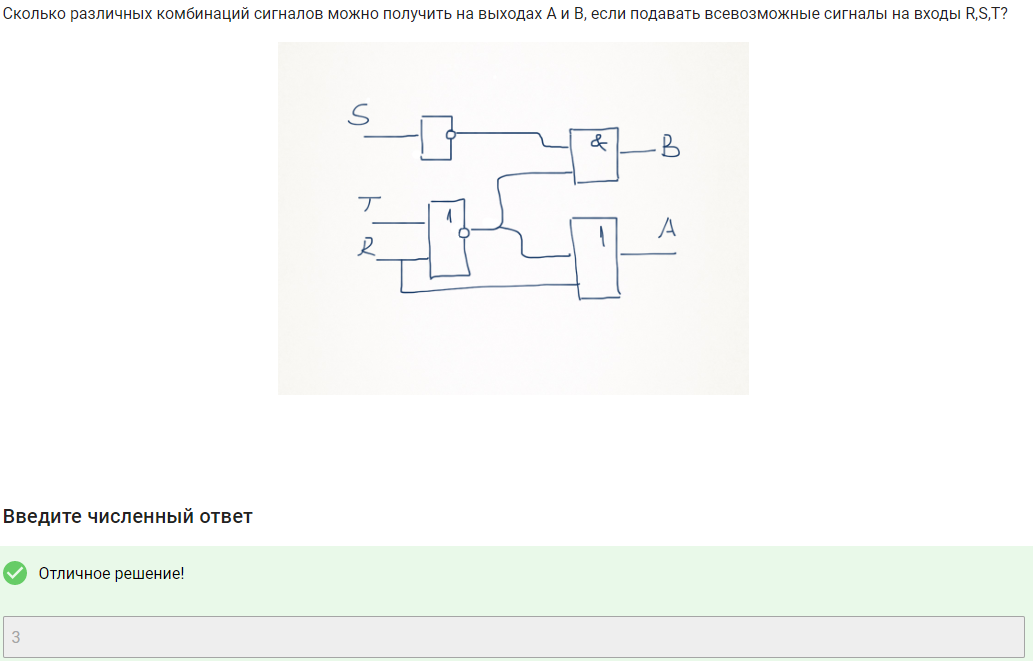 Сколько различных комбинаций сигналов можно получить на выходах A и B, если подавать всевозможные сигналы на входы R,S,T?
S
& B
T
1
1 A
R
Введите численный ответ
Отличное решение!
3